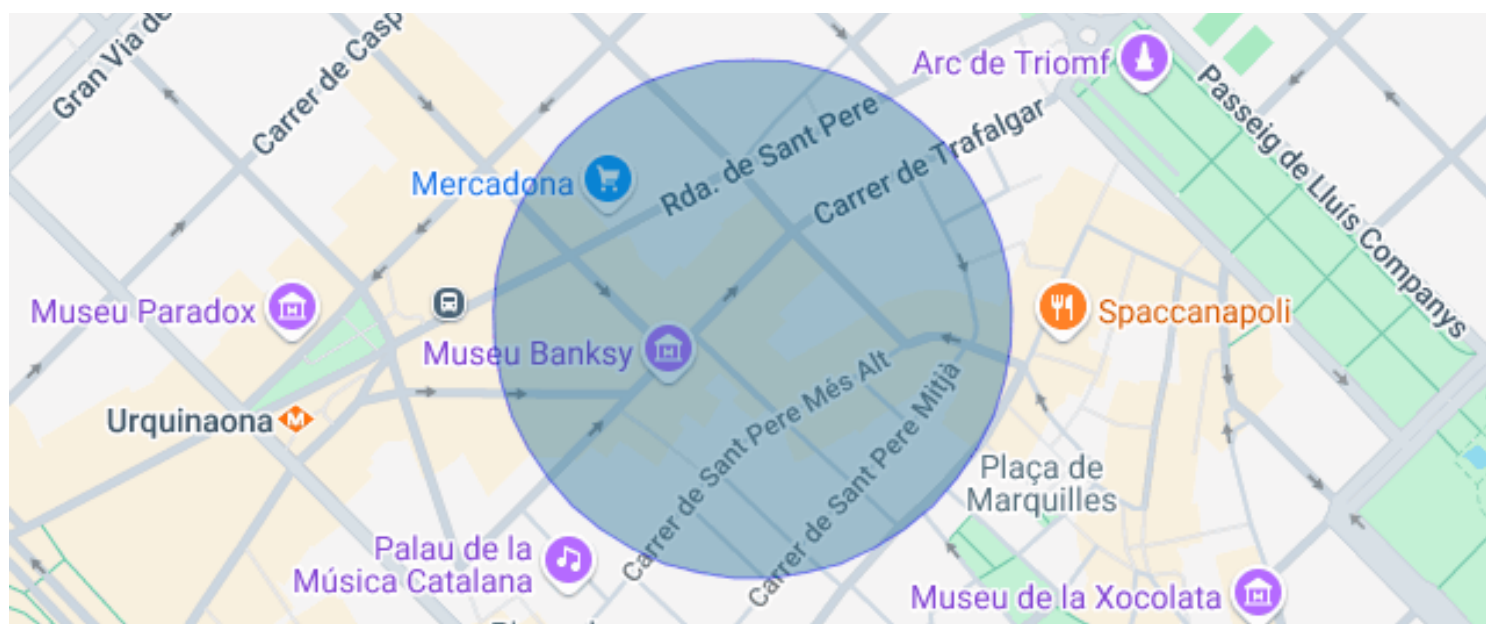 Gran Via de
Carrer de Casp
Arc de Triomf
Passeig de Lluís Companys
Rda. de Sant Pere
Carrer de Trafalgar
Mercadona
Museu Paradox
Spaccanapoli
Museu Banksy
Urquinaona
M
Carrer de Sant Pere Més Alt
Carrer de Sant Pere Mitjà
Plaça de
Marquilles
Palau de la
Música Catalana
Museu de la Xocolata